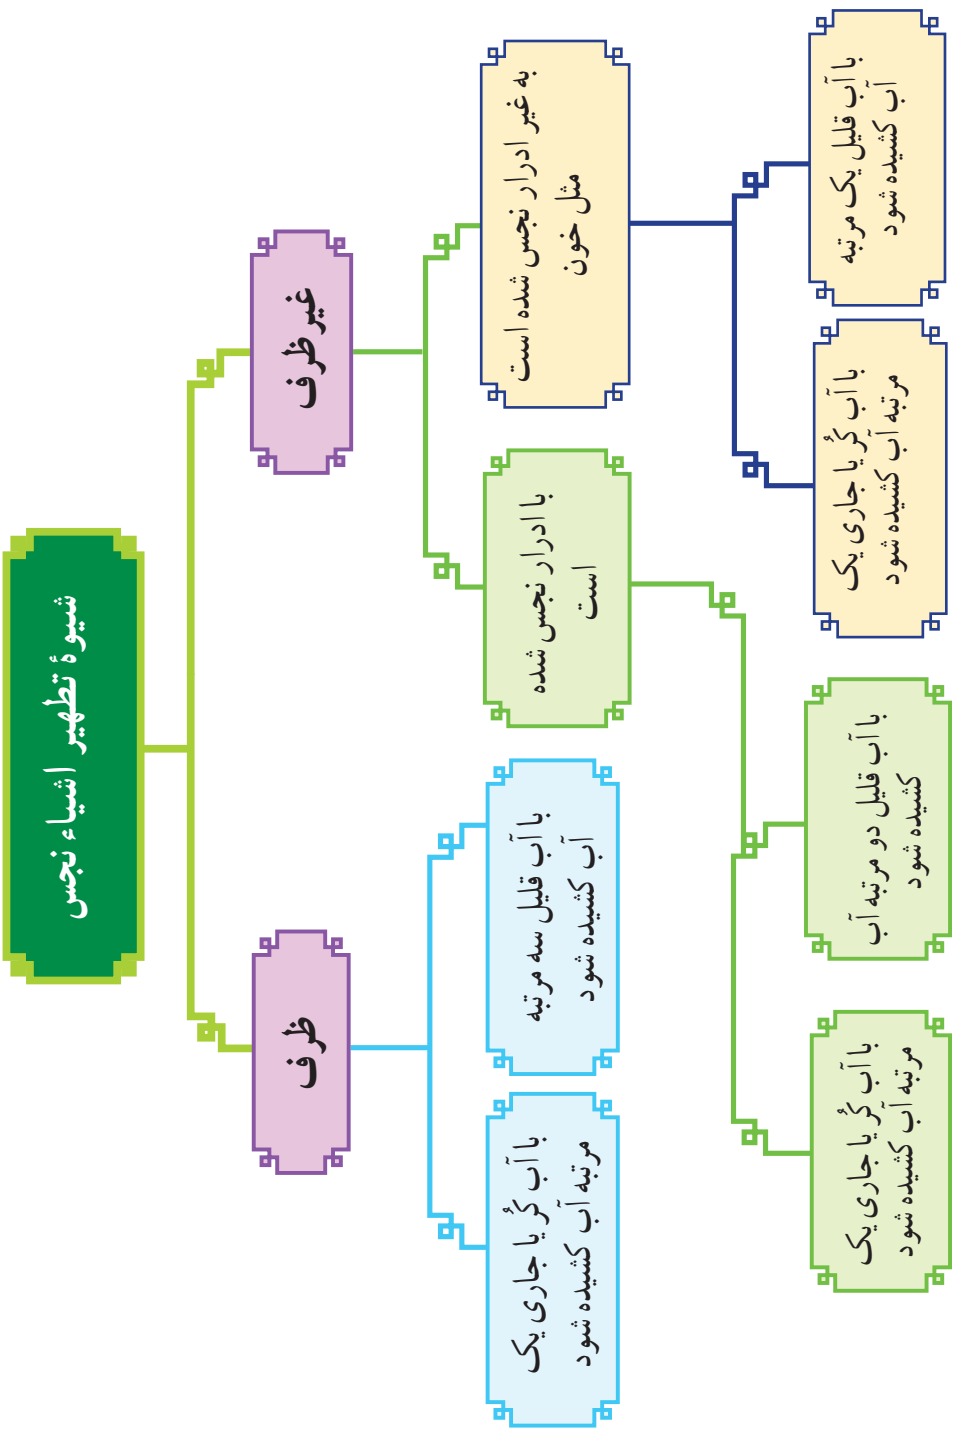 شیوهٔ تطهیر اشیاء نجس
غیر ظرف
ظرف
به غیر ادرار نجس شده است
مثل خون
با ادرار نجس شده
است
با آب قلیل سه مرتبه
آب کشیده شود
با آب کُر یا جاری یک
مرتبه آب کشیده شود
با آب قلیل یک مرتبه
آب کشیده شود
با آب کُر یا جاری یک
مرتبه آب کشیده شود
با آب قلیل دو مرتبه آب
کشیده شود
با آب کُر یا جاری یک
مرتبه آب کشیده شود